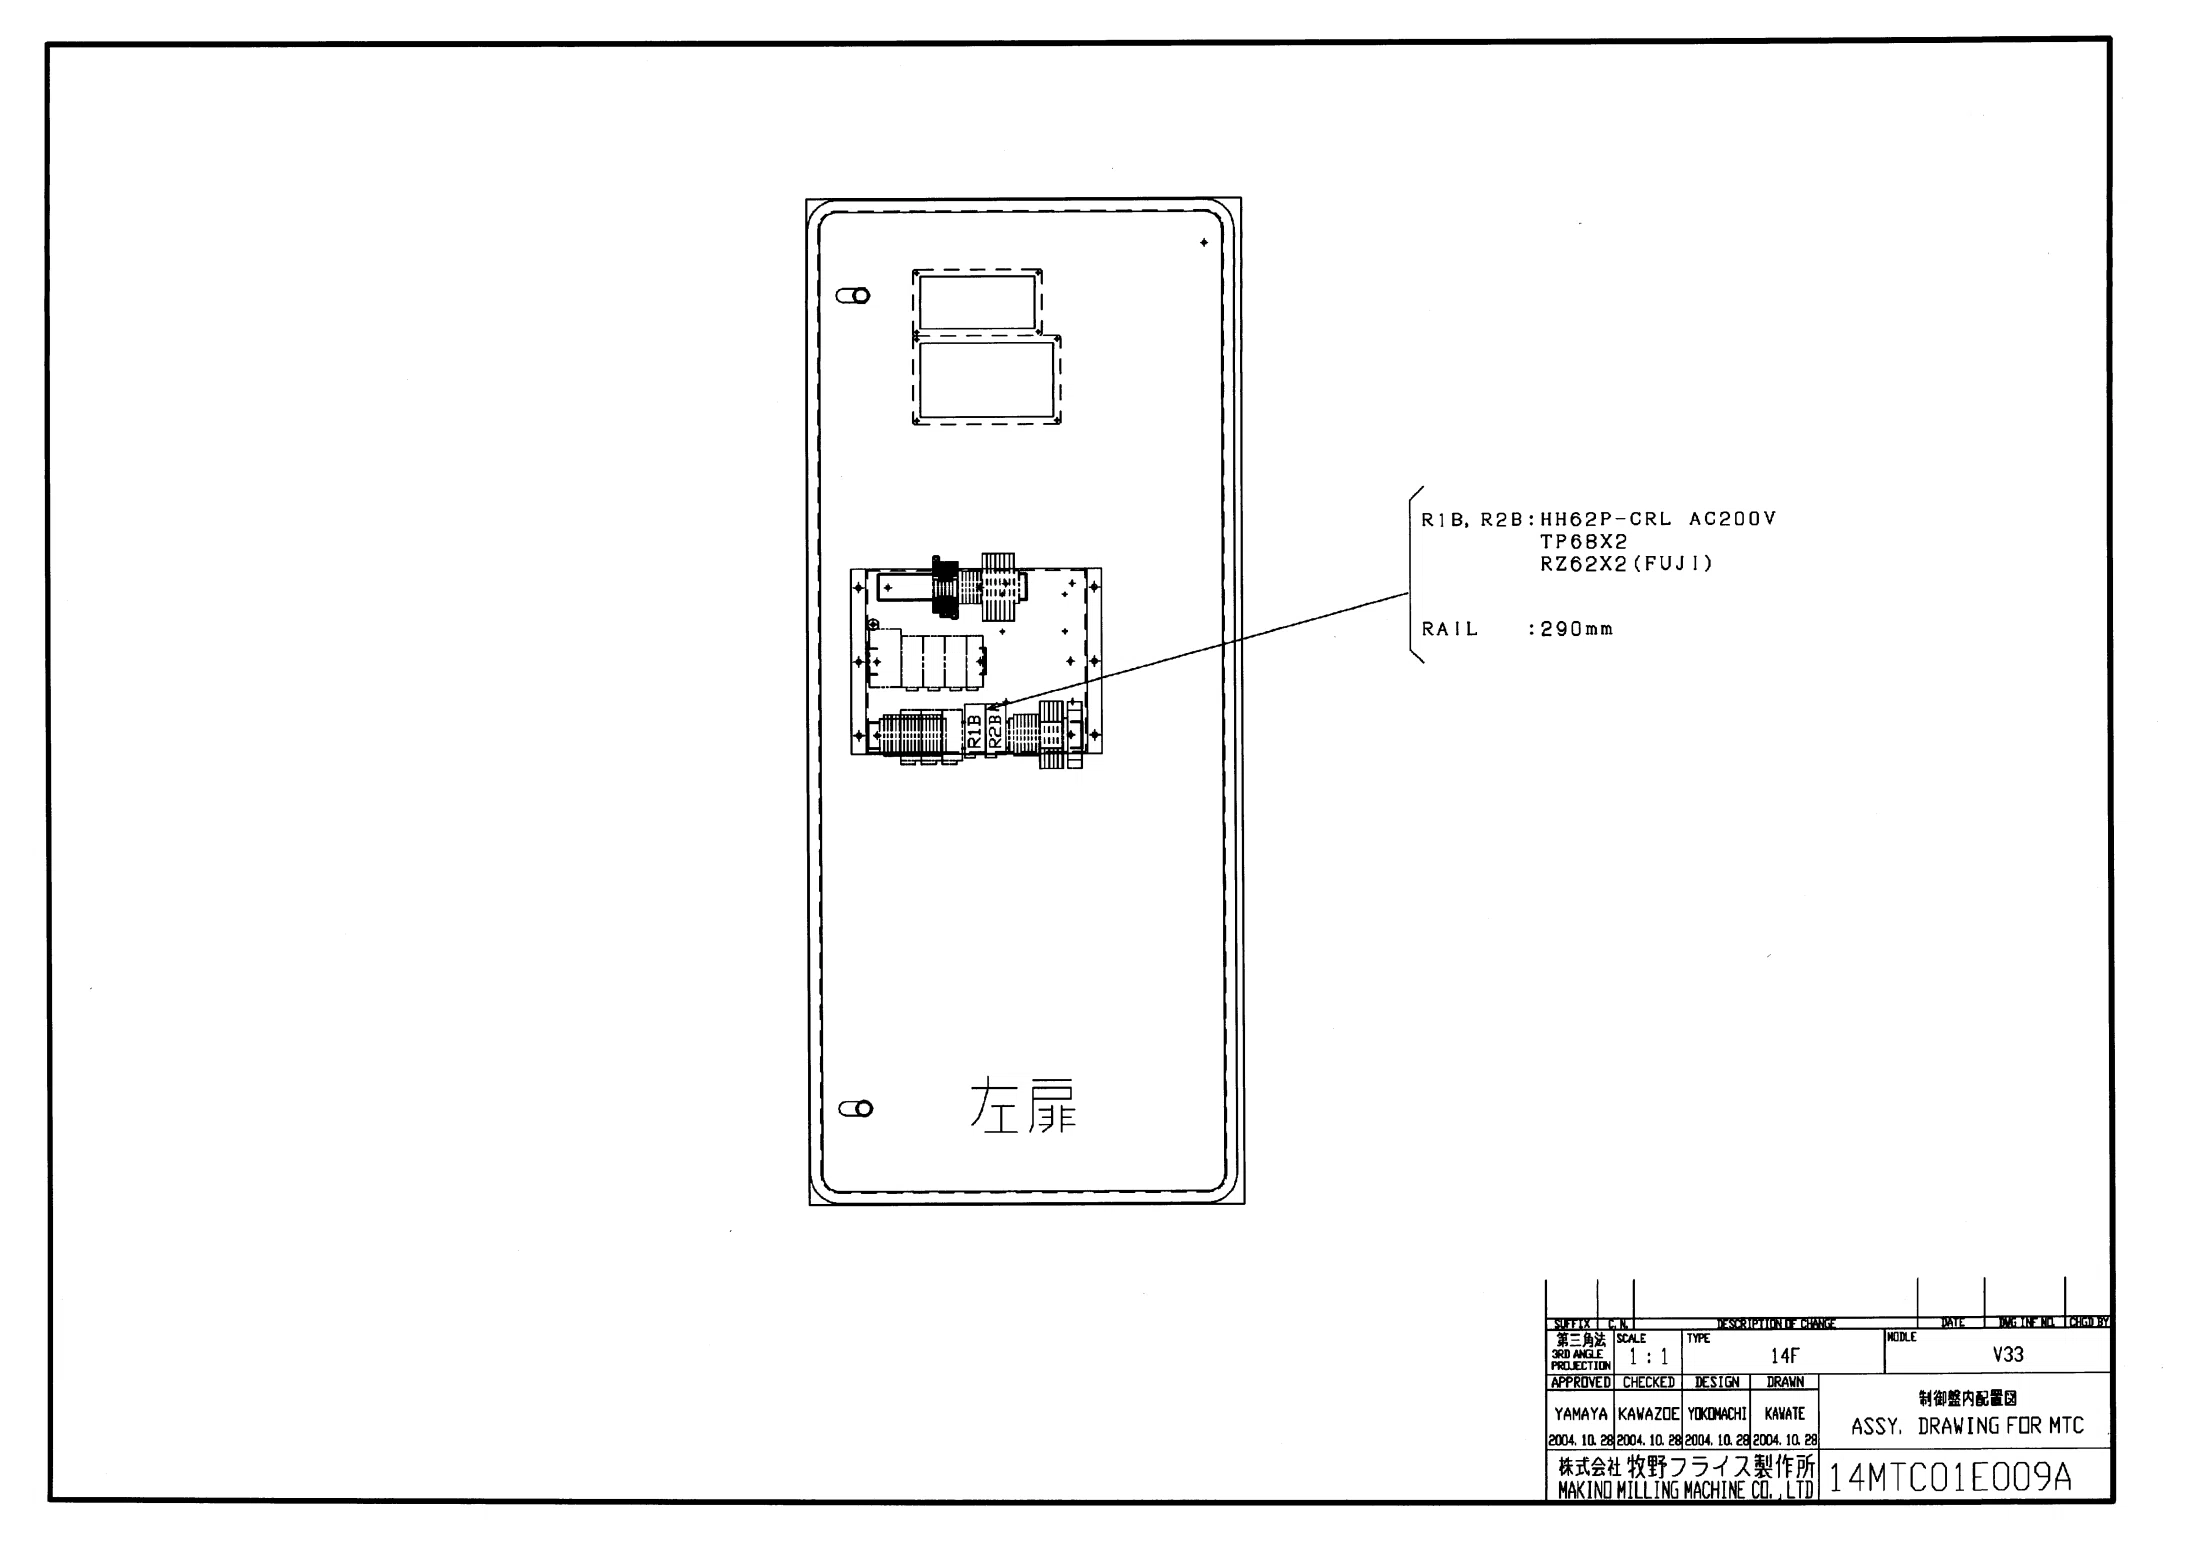 R1B, R2B:HH62P-CRL AC200V
TP68X2
RZ62X2(FUJI)
RAIL :290mm
R1B
R2B
左扉
SUFFIX C.N. DESCRIPTION OF CHANGE DATE DWG INF NO. CHGD BY
第三角法
3RD ANGLE
PROJECTION
SCALE
1 : 1
TYPE
14F
MODLE
V33
APPROVED CHECKED DESIGN DRAWN
YAMAYA KAWAZOE YOKOMACHI KAWATE
2004.10.28 2004.10.28 2004.10.28 2004.10.28
制御盤内配置図
ASSY. DRAWING FOR MTC
株式会社 牧野フライス製作所
MAKINO MILLING MACHINE CO.,LTD
14MTC01E009A